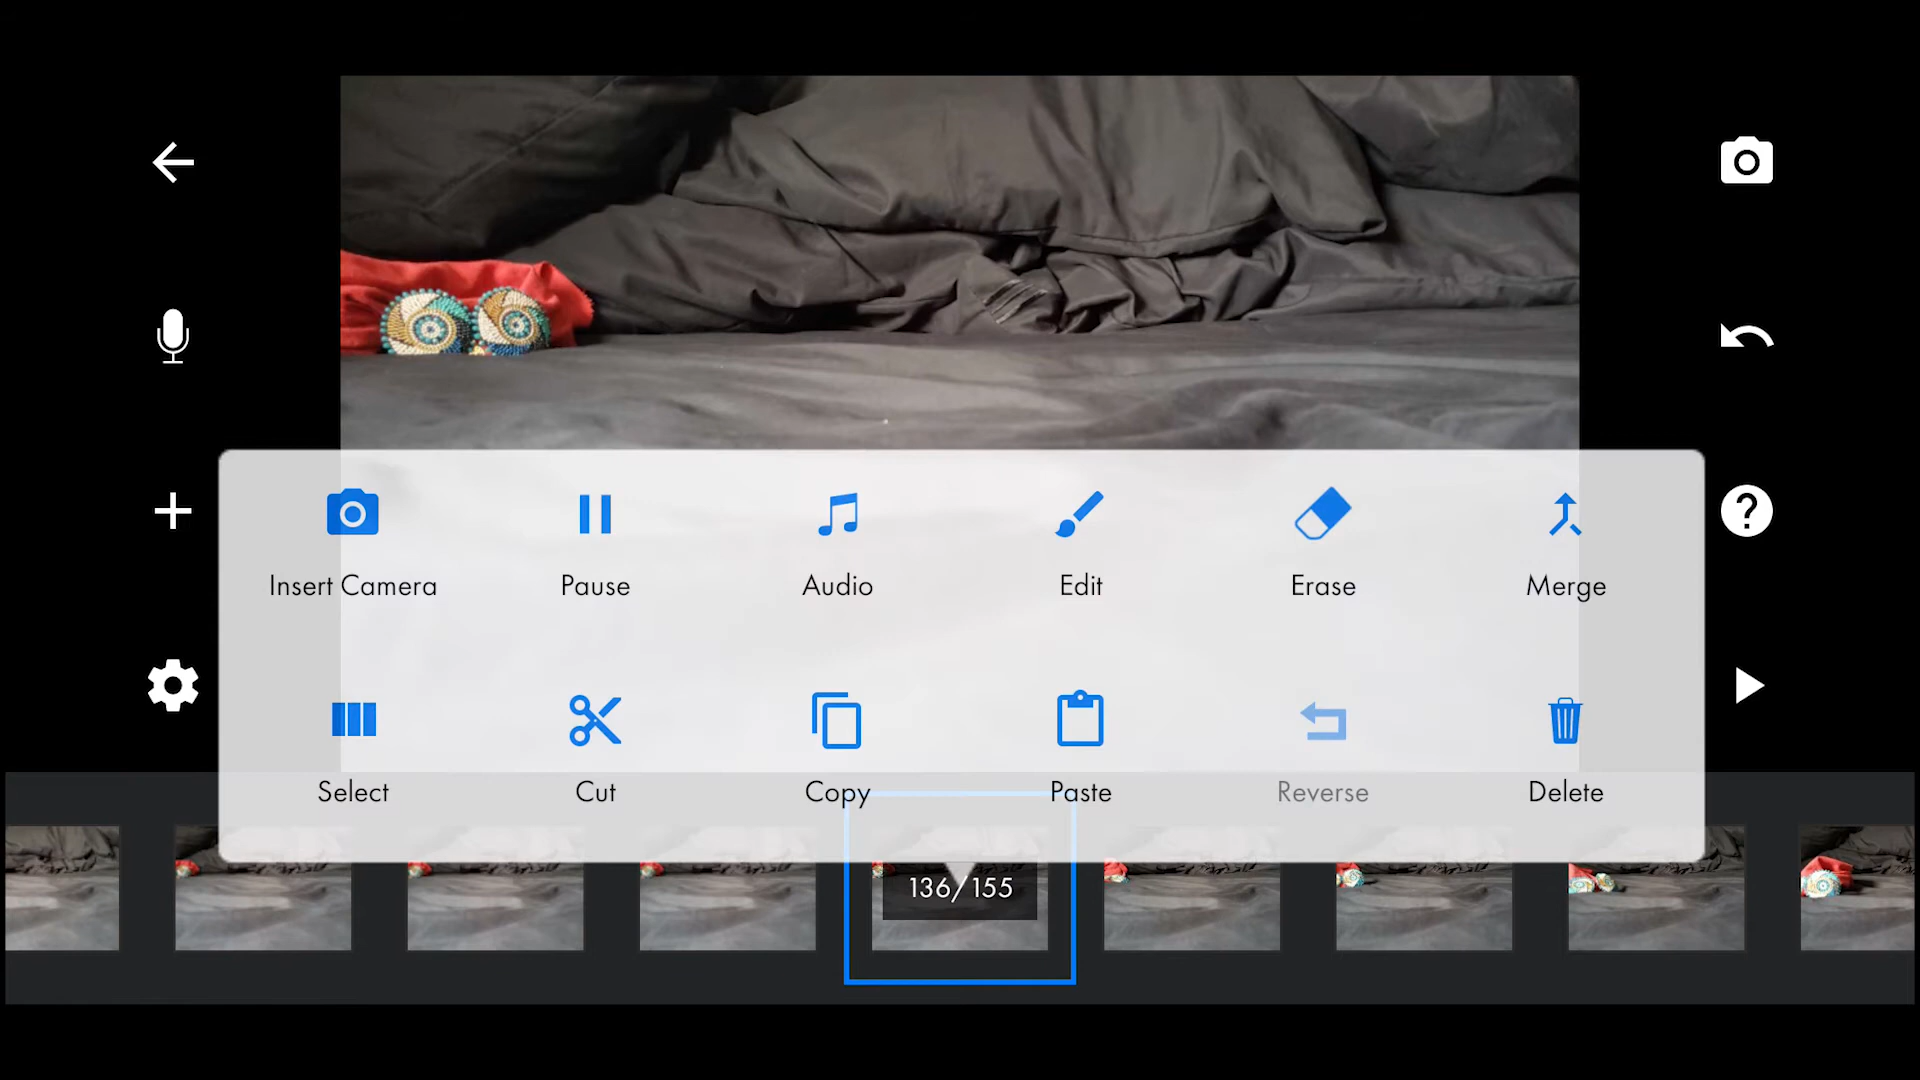 Insert Camera
Pause
Audio
Edit
Erase
Merge
Select
Cut
Copy
Paste
Reverse
Delete
136/155